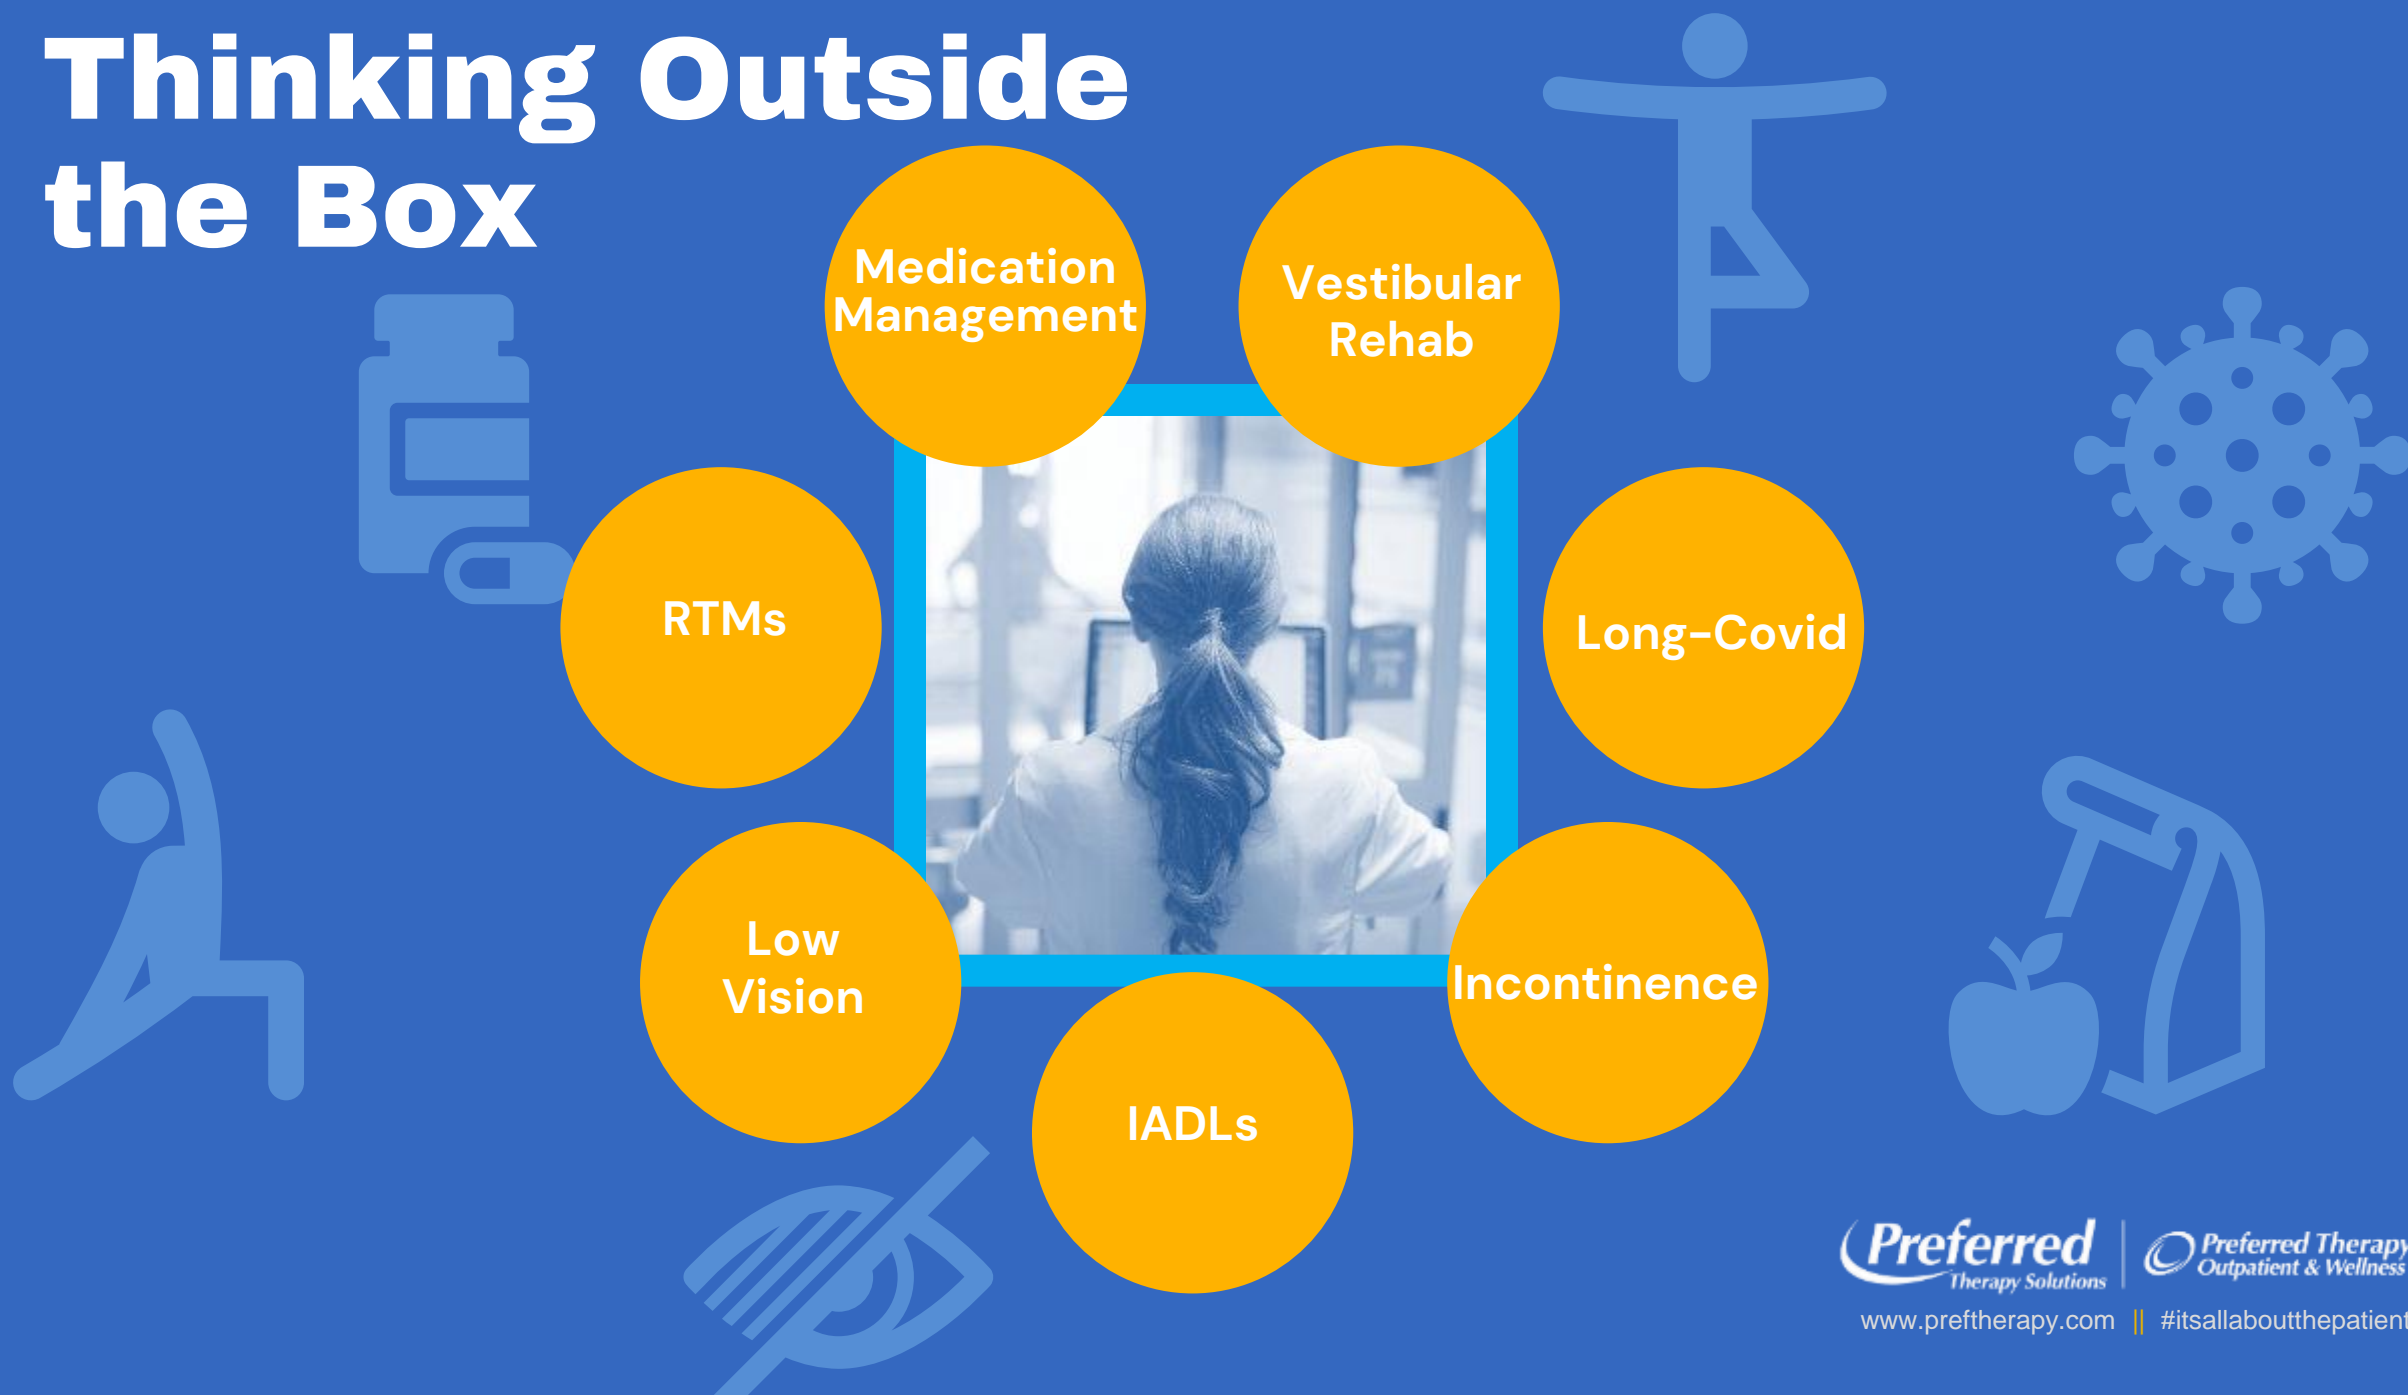 Thinking Outside
the Box
Medication
Management
Vestibular
Rehab
RTMs
Long-Covid
Low
Vision
Incontinence
IADLs
Preferred
Therapy Solutions
Preferred Therapy
Outpatient & Wellness
www.preftherapy.com || #itsallaboutthepatient